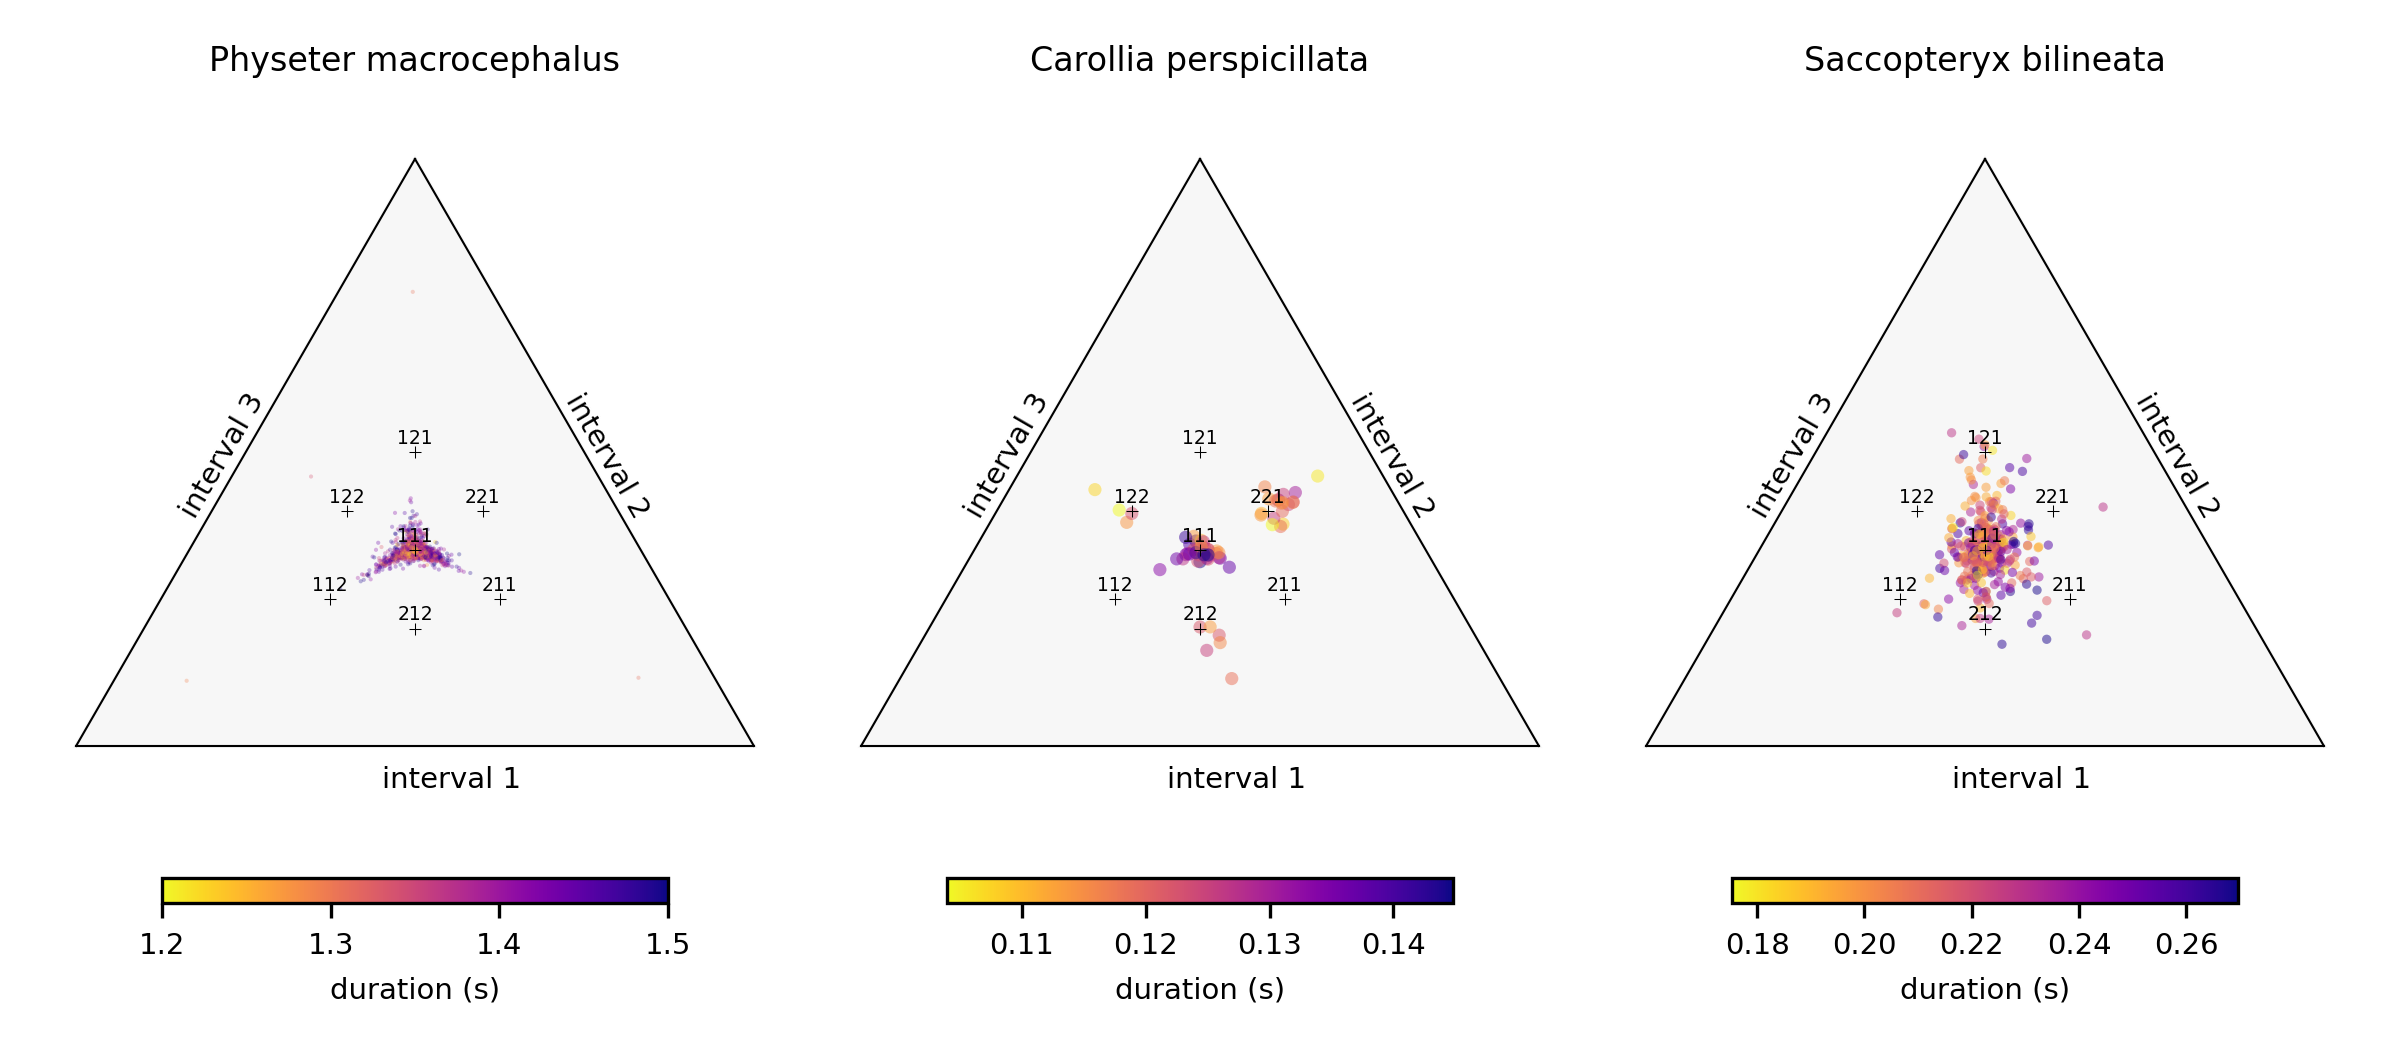 Physeter macrocephalus
Carollia perspicillata
Saccopteryx bilineata
interval 3
interval 2
121
122
221
111
112
211
212
interval 1
interval 3
interval 2
121
122
221
111
112
211
212
interval 1
interval 3
interval 2
121
122
221
111
112
211
212
interval 1
1.2 1.3 1.4 1.5
duration (s)
0.11 0.12 0.13 0.14
duration (s)
0.18 0.20 0.22 0.24 0.26
duration (s)